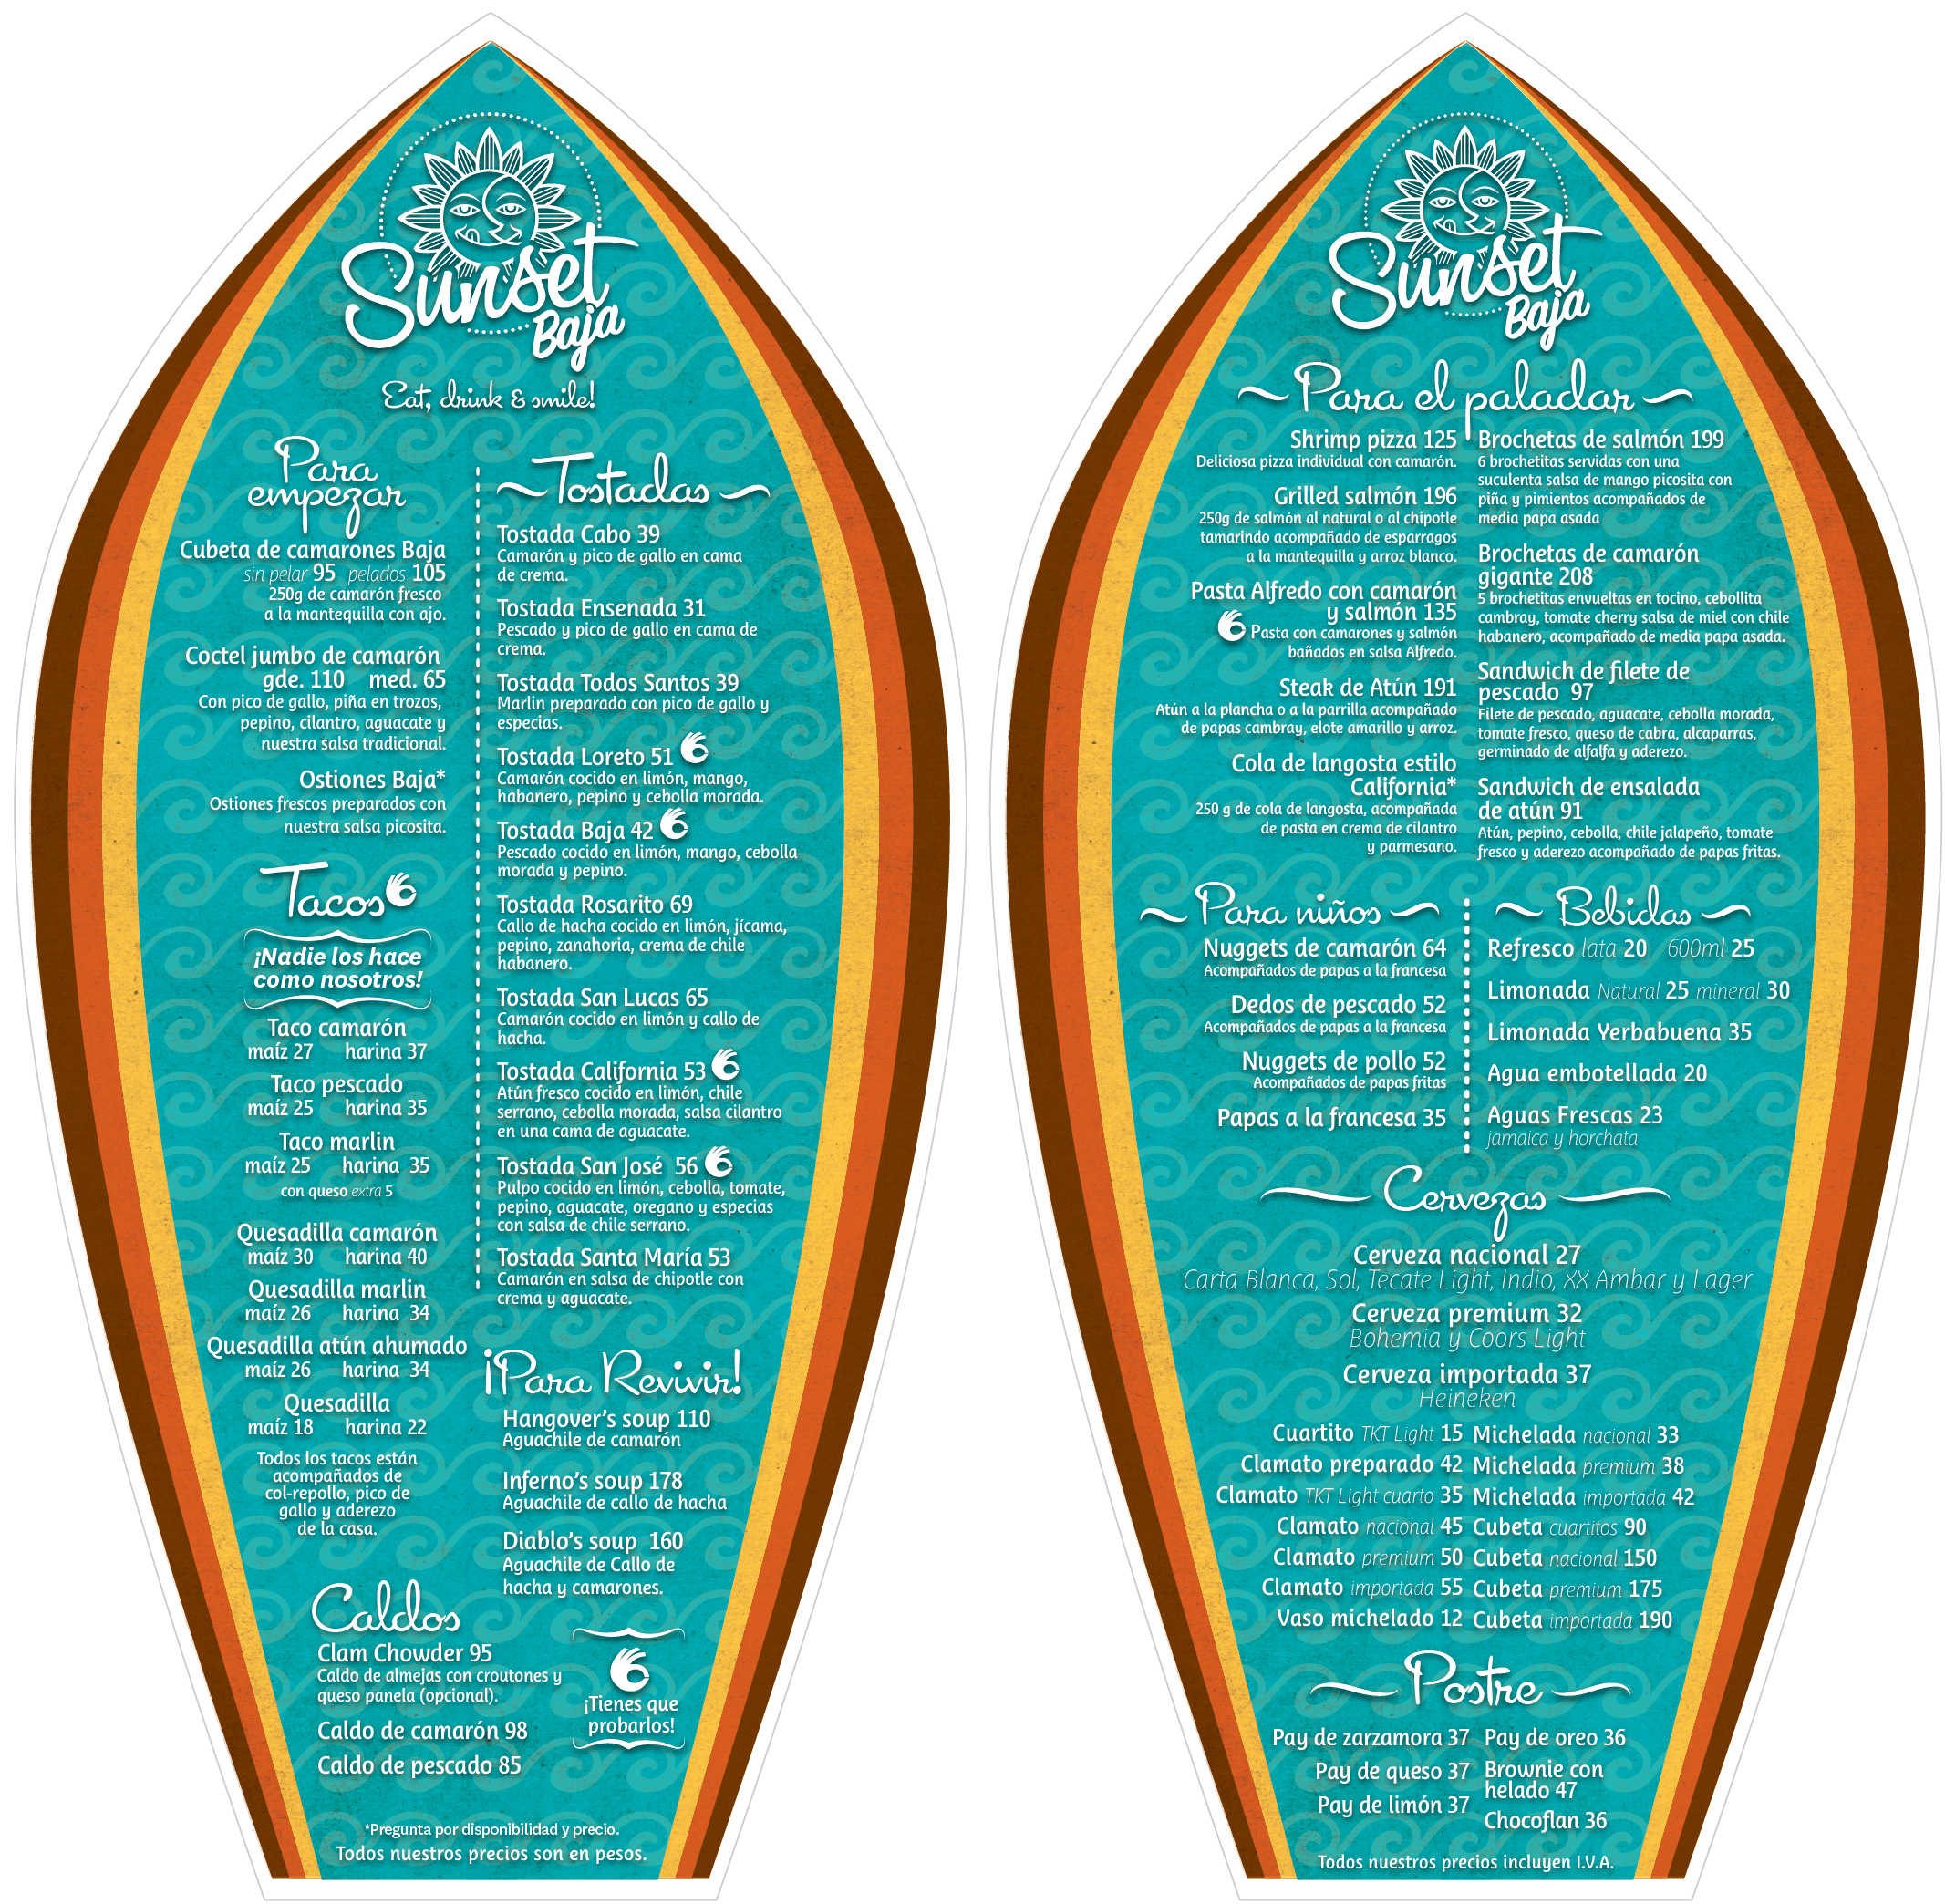 Sunset
Baja
Eat, drink & smile!
Para
empezar
Cubeta de camarones Baja
sin pelar 95 pelados 105
250g de camarón fresco
a la mantequilla con ajo.
Coctel jumbo de camarón
gde. 110 med. 65
Con pico de gallo, piña en trozos,
pepino, cilantro, aguacate y
nuestra salsa tradicional.
Ostiones Baja*
Ostiones frescos preparados con
nuestra salsa picosita.
Tacos
¡Nadie los hace
como nosotros!
Taco camarón
maíz 27 harina 37
Taco pescado
maíz 25 harina 35
Taco marlin
maíz 25 harina 35
con queso extra 5
Quesadilla camarón
maíz 30 harina 40
Quesadilla marlin
maíz 26 harina 34
Quesadilla atún ahumado
maíz 26 harina 34
Quesadilla
maíz 18 harina 22
Todos los tacos están
acompañados de
col-repollo, pico de
gallo y aderezo
de la casa.
Caldos
Clam Chowder 95
Caldo de almejas con croutones y
queso panela (opcional).
Caldo de camarón 98
Caldo de pescado 85
Tostadas
Tostada Cabo 39
Camarón y pico de gallo en cama
de crema.
Tostada Ensenada 31
Pescado y pico de gallo en cama de
crema.
Tostada Todos Santos 39
Marlin preparado con pico de gallo y
especias.
Tostada Loreto 51
Camarón cocido en limón, mango,
habanero, pepino y cebolla morada.
Tostada Baja 42
Pescado cocido en limón, mango, cebolla
morada y pepino.
Tostada Rosarito 69
Callo de hacha cocido en limón, jícama,
pepino, zanahoria, crema de chile
habanero.
Tostada San Lucas 65
Camarón cocido en limón y callo de
hacha.
Tostada California 53
Atún fresco cocido en limón, chile
serrano, cebolla morada, salsa cilantro
en una cama de aguacate.
Tostada San José 56
Pulpo cocido en limón, cebolla, tomate,
pepino, aguacate, oregano y especias
con salsa de chile serrano.
Tostada Santa María 53
Camarón en salsa de chipotle con
crema y aguacate.
¡Para Revivir!
Hangover's soup 110
Aguachile de camarón
Inferno's soup 178
Aguachile de callo de hacha
Diablo's soup 160
Aguachile de Callo de
hacha y camarones.
¡Tienes que
probarlos!
*Pregunta por disponibilidad y precio.
Todos nuestros precios son en pesos.
Sunset
Baja
Para el paladar
Shrimp pizza 125
Deliciosa pizza individual con camarón.
Grilled salmón 196
250g de salmón al natural o al chipotle
tamarindo acompañado de esparragos
a la mantequilla y arroz blanco.
Pasta Alfredo con camarón
y salmón 135
Pasta con camarones y salmón
bañados en salsa Alfredo.
Steak de Atún 191
Atún a la plancha o a la parrilla acompañado
de papas cambray, elote amarillo y arroz.
Cola de langosta estilo
California*
250 g de cola de langosta, acompañada
de pasta en crema de cilantro
y parmesano.
Brochetas de salmón 199
6 brochetitas servidas con una
suculenta salsa de mango picosita con
piña y pimientos acompañados de
media papa asada
Brochetas de camarón
gigante 208
5 brochetitas envueltas en tocino, cebollita
cambray, tomate cherry salsa de miel con chile
habanero, acompañado de media papa asada.
Sandwich de filete de
pescado 97
Filete de pescado, aguacate, cebolla morada,
tomate fresco, queso de cabra, alcaparras,
germinado de alfalfa y aderezo.
Sandwich de ensalada
de atún 91
Atún, pepino, cebolla, chile jalapeño, tomate
fresco y aderezo acompañado de papas fritas.
Para niños
Nuggets de camarón 64
Acompañados de papas a la francesa
Dedos de pescado 52
Acompañados de papas a la francesa
Nuggets de pollo 52
Acompañados de papas fritas
Papas a la francesa 35
Bebidas
Refresco lata 20 600ml 25
Limonada Natural 25 mineral 30
Limonada Yerbabuena 35
Agua embotellada 20
Aguas Frescas 23
jamaica y horchata
Cervezas
Cerveza nacional 27
Carta Blanca, Sol, Tecate Light, Indio, XX Ambar y Lager
Cerveza premium 32
Bohemia y Coors Light
Cerveza importada 37
Heineken
Cuartito TKT Light 15
Clamato preparado 42
Clamato TKT Light cuarto 35
Clamato nacional 45
Clamato premium 50
Clamato importada 55
Vaso michelado 12
Michelada nacional 33
Michelada premium 38
Michelada importada 42
Cubeta cuartitos 90
Cubeta nacional 150
Cubeta premium 175
Cubeta importada 190
Postre
Pay de zarzamora 37
Pay de queso 37
Pay de limón 37
Pay de oreo 36
Brownie con
helado 47
Chocoflan 36
Todos nuestros precios incluyen I.V.A.